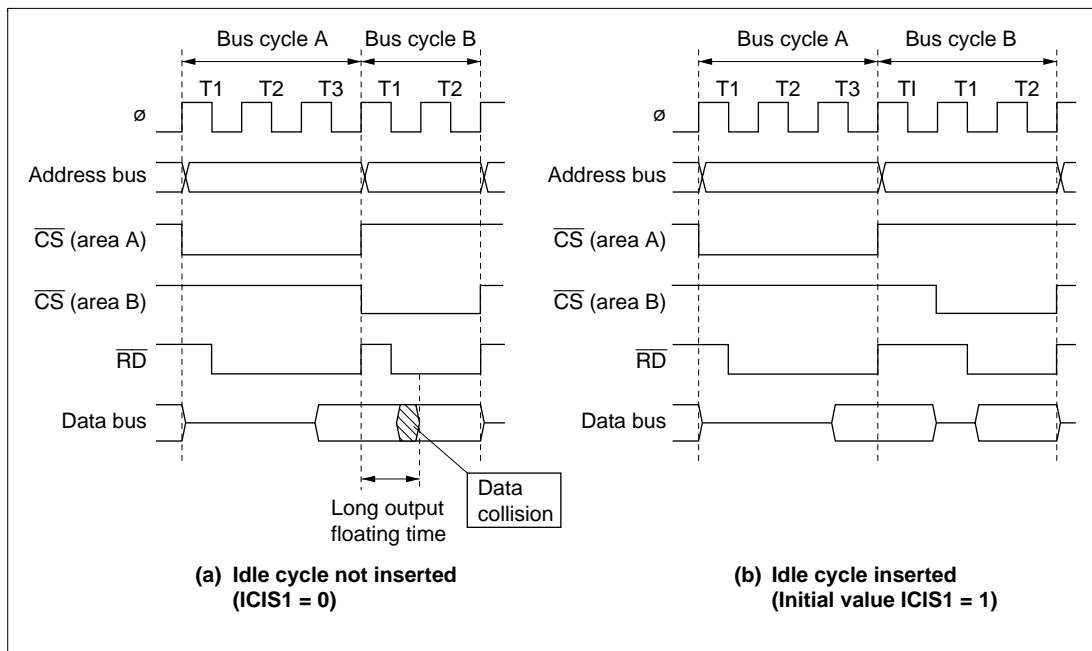 Bus cycle A
Bus cycle B
T1 T2 T3 T1 T2
ø
Address bus
CS (area A)
CS (area B)
RD
Data bus
Long output
floating time
Data
collision
(a) Idle cycle not inserted
(ICIS1 = 0)
Bus cycle A
Bus cycle B
T1 T2 T3 TI T1 T2
ø
Address bus
CS (area A)
CS (area B)
RD
Data bus
(b) Idle cycle inserted
(Initial value ICIS1 = 1)